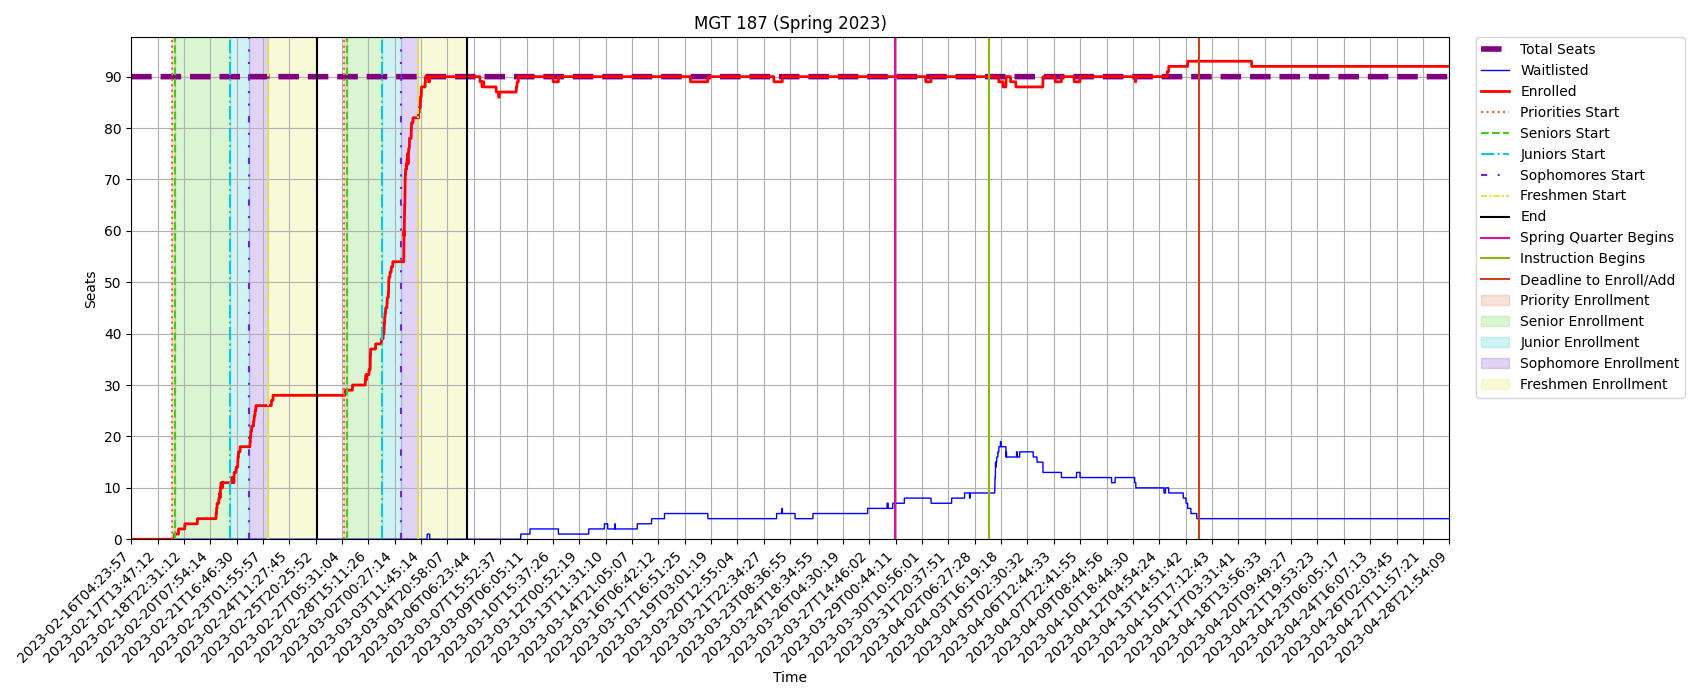 MGT 187 (Spring 2023)
Seats
90
80
70
60
50
40
30
20
10
0
2023-02-16T04:23:57
2023-02-17T13:47:12
2023-02-18T22:31:12
2023-02-20T07:54:14
2023-02-21T16:46:30
2023-02-23T01:55:57
2023-02-24T11:27:45
2023-02-25T20:25:52
2023-02-27T05:31:04
2023-02-28T15:11:26
2023-03-02T00:27:14
2023-03-03T11:45:14
2023-03-04T20:58:07
2023-03-06T06:23:44
2023-03-07T15:52:37
2023-03-09T06:05:11
2023-03-10T15:37:26
2023-03-12T00:52:19
2023-03-13T11:31:10
2023-03-14T21:05:07
2023-03-16T06:42:12
2023-03-17T16:51:25
2023-03-19T03:01:19
2023-03-20T12:55:04
2023-03-21T22:34:27
2023-03-23T08:36:55
2023-03-24T18:34:55
2023-03-26T04:30:19
2023-03-27T14:46:02
2023-03-29T00:44:11
2023-03-30T10:56:01
2023-03-31T20:37:51
2023-04-02T06:27:28
2023-04-03T16:19:18
2023-04-05T02:30:32
2023-04-06T12:44:33
2023-04-07T22:41:55
2023-04-09T08:44:56
2023-04-10T18:44:30
2023-04-12T04:54:24
2023-04-13T14:51:42
2023-04-15T17:12:43
2023-04-17T03:31:41
2023-04-18T13:56:33
2023-04-20T09:49:27
2023-04-21T19:53:23
2023-04-23T06:05:17
2023-04-24T16:07:13
2023-04-26T02:03:45
2023-04-27T11:57:21
2023-04-28T21:54:09
Time
Total Seats
Waitlisted
Enrolled
Priorities Start
Seniors Start
Juniors Start
Sophomores Start
Freshmen Start
End
Spring Quarter Begins
Instruction Begins
Deadline to Enroll/Add
Priority Enrollment
Senior Enrollment
Junior Enrollment
Sophomore Enrollment
Freshmen Enrollment